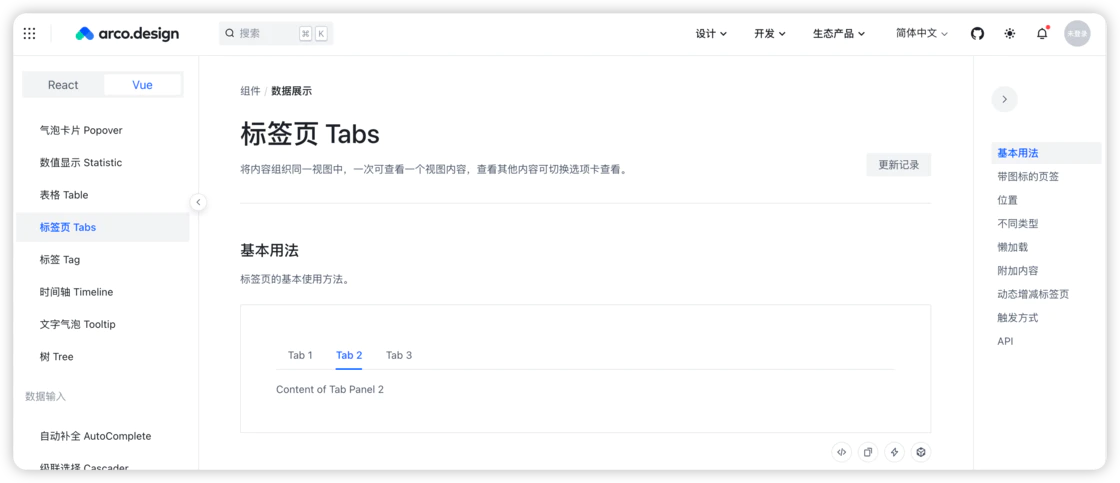 arco.design
搜索
⌘ K
设计
开发
生态产品
简体中文
未登录
React
Vue
气泡卡片 Popover
数值显示 Statistic
表格 Table
标签页 Tabs
标签 Tag
时间轴 Timeline
文字气泡 Tooltip
树 Tree
数据输入
自动补全 AutoComplete
级联选择 Cascader
组件 / 数据展示
标签页 Tabs
将内容组织同一视图中，一次可查看一个视图内容，查看其他内容可切换选项卡查看。
更新记录
基本用法
标签页的基本使用方法。
Tab 1
Tab 2
Tab 3
Content of Tab Panel 2
基本用法
带图标的页签
位置
不同类型
懒加载
附加内容
动态增减标签页
触发方式
API